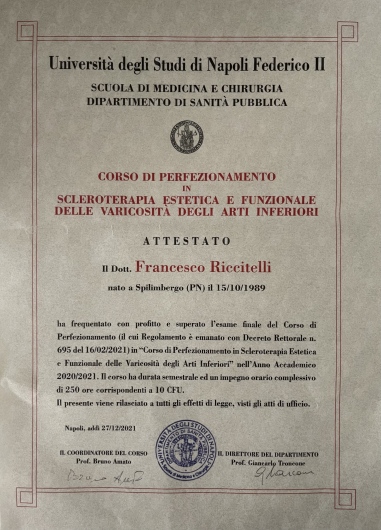 Università degli Studi di Napoli Federico II
SCUOLA DI MEDICINA E CHIRURGIA
DIPARTIMENTO DI SANITÀ PUBBLICA
CORSO DI PERFEZIONAMENTO
IN
SCLEROTERAPIA ESTETICA E FUNZIONALE
DELLE VARICOSITÀ DEGLI ARTI INFERIORI
ATTESTATO
Il Dott. Francesco Riccitelli
nato a Spilimbergo (PN) il 15/10/1989
ha frequentato con profitto e superato l'esame finale del Corso di
Perfezionamento (il cui Regolamento è emanato con Decreto Rettorale n.
695 del 16/02/2021) in "Corso di Perfezionamento in Scleroterapia Estetica
e Funzionale delle Varicosità degli Arti Inferiori" nell'Anno Accademico
2020/2021. Il corso ha durata semestrale ed un impegno orario complessivo
di 250 ore corrispondenti a 10 CFU.
Il presente viene rilasciato a tutti gli effetti di legge, visti gli atti di ufficio.
Napoli, addì 27/12/2021
IL COORDINATORE DEL CORSO
Prof. Bruno Amato
IL DIRETTORE DEL DIPARTIMENTO
Prof. Giancarlo Troncone